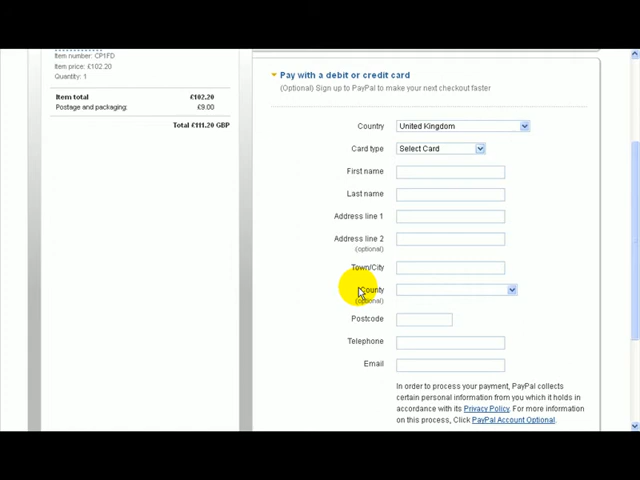 Item number: CP1FD
Item price: £102.20
Quantity: 1
Item total £102.20
Postage and packaging: £9.00
Total £111.20 GBP
Pay with a debit or credit card
(Optional) Sign up to PayPal to make your next checkout faster
Country United Kingdom
Card type Select Card
First name
Last name
Address line 1
Address line 2
(optional)
Town/City
County
(optional)
Postcode
Telephone
Email
In order to process your payment, PayPal collects
certain personal information from you which it holds in
accordance with its Privacy Policy. For more information
on this process, Click PayPal Account Optional.